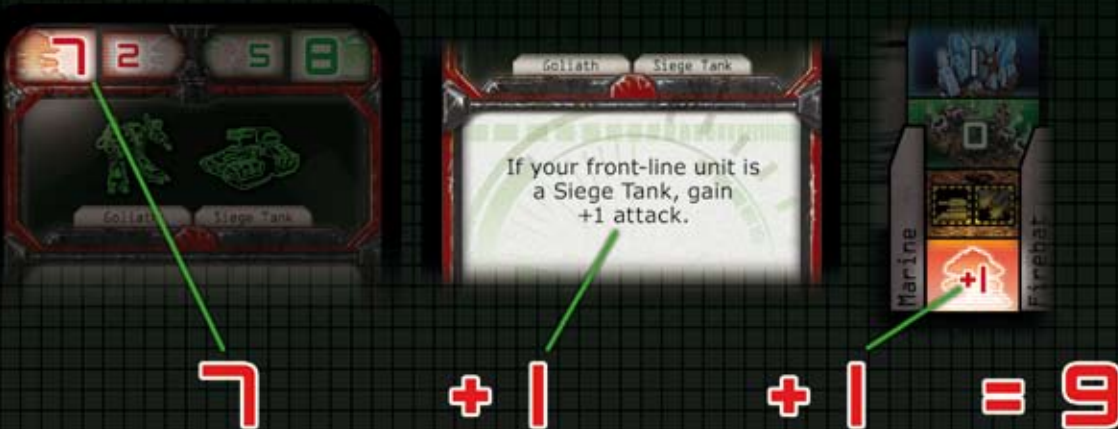 7 2 5 8
Goliath Siege Tank
Goliath Siege Tank
If your front-line unit is
a Siege Tank, gain
+1 attack.
1
0
Marine
Firebat
+1
7 +1 +1 = 9